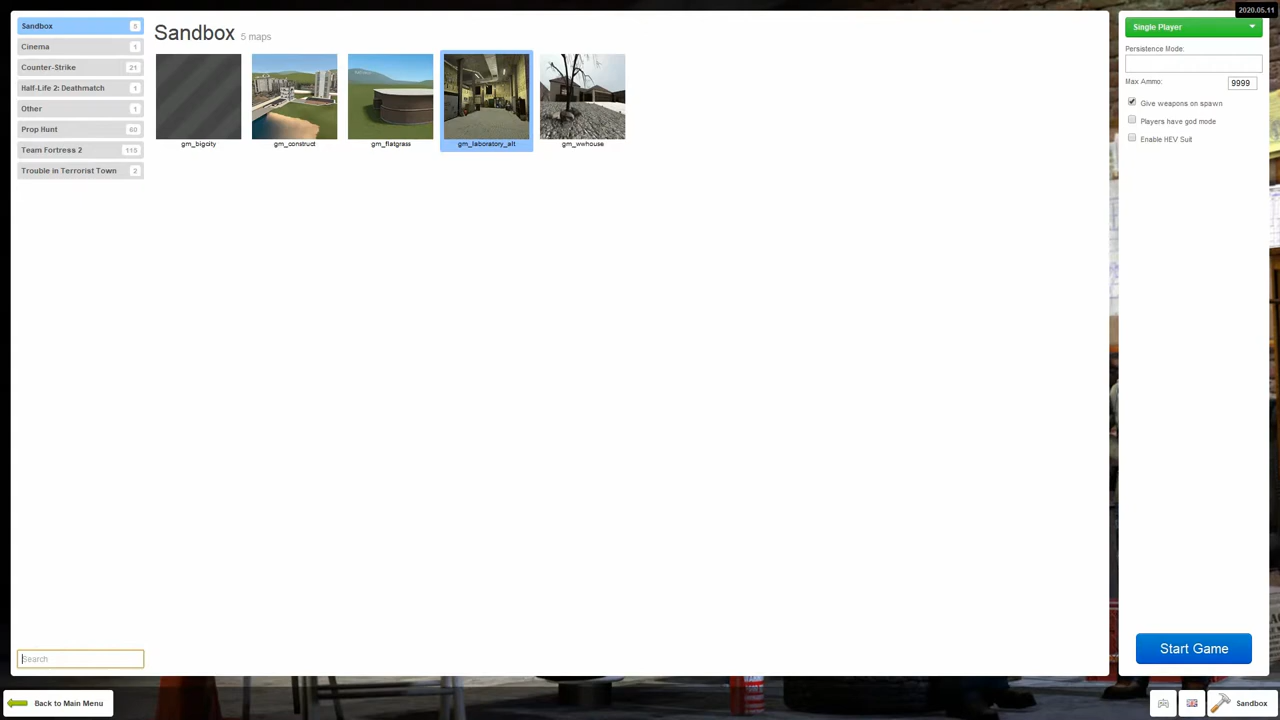 2020.05.11
Sandbox 5
Cinema 1
Counter-Strike 21
Half-Life 2: Deathmatch 1
Other 1
Prop Hunt 60
Team Fortress 2 115
Trouble in Terrorist Town 2
Sandbox 5 maps
gm_bigcity
gm_construct
gm_flatgrass
gm_laboratory_alt
gm_wwhouse
Single Player
Persistence Mode:
Max Ammo: 9999
Give weapons on spawn
Players have god mode
Enable HEV Suit
Start Game
Search
Back to Main Menu
Sandbox